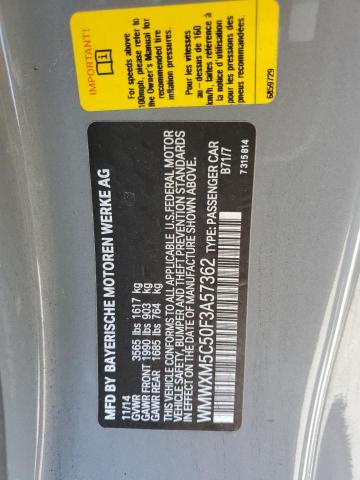 IMPORTANT!
For speeds above
100mph, please read
the Owner's Manual for
recommended tire
inflation pressures.
Pour les vitesses
au - dessus de 160
km/h, faites référence à
la notice d'utilisation
pour les pressions des
pneus recommandées.
6859729
MFD BY BAYERISCHE MOTOREN WERKE AG
11/14
GVWR 3565 lbs 1617 kg
GAWR FRONT 1990 lbs 903 kg
GAWR REAR 1685 lbs 764 kg
THIS VEHICLE CONFORMS TO ALL APPLICABLE U.S.FEDERAL MOTOR
VEHICLE SAFETY, BUMPER AND THEFT PREVENTION STANDARDS
IN EFFECT ON THE DATE OF MANUFACTURE SHOWN ABOVE.
WMWXM5C50F3A57362 TYPE: PASSENGER CAR
B71/7
7 315 814